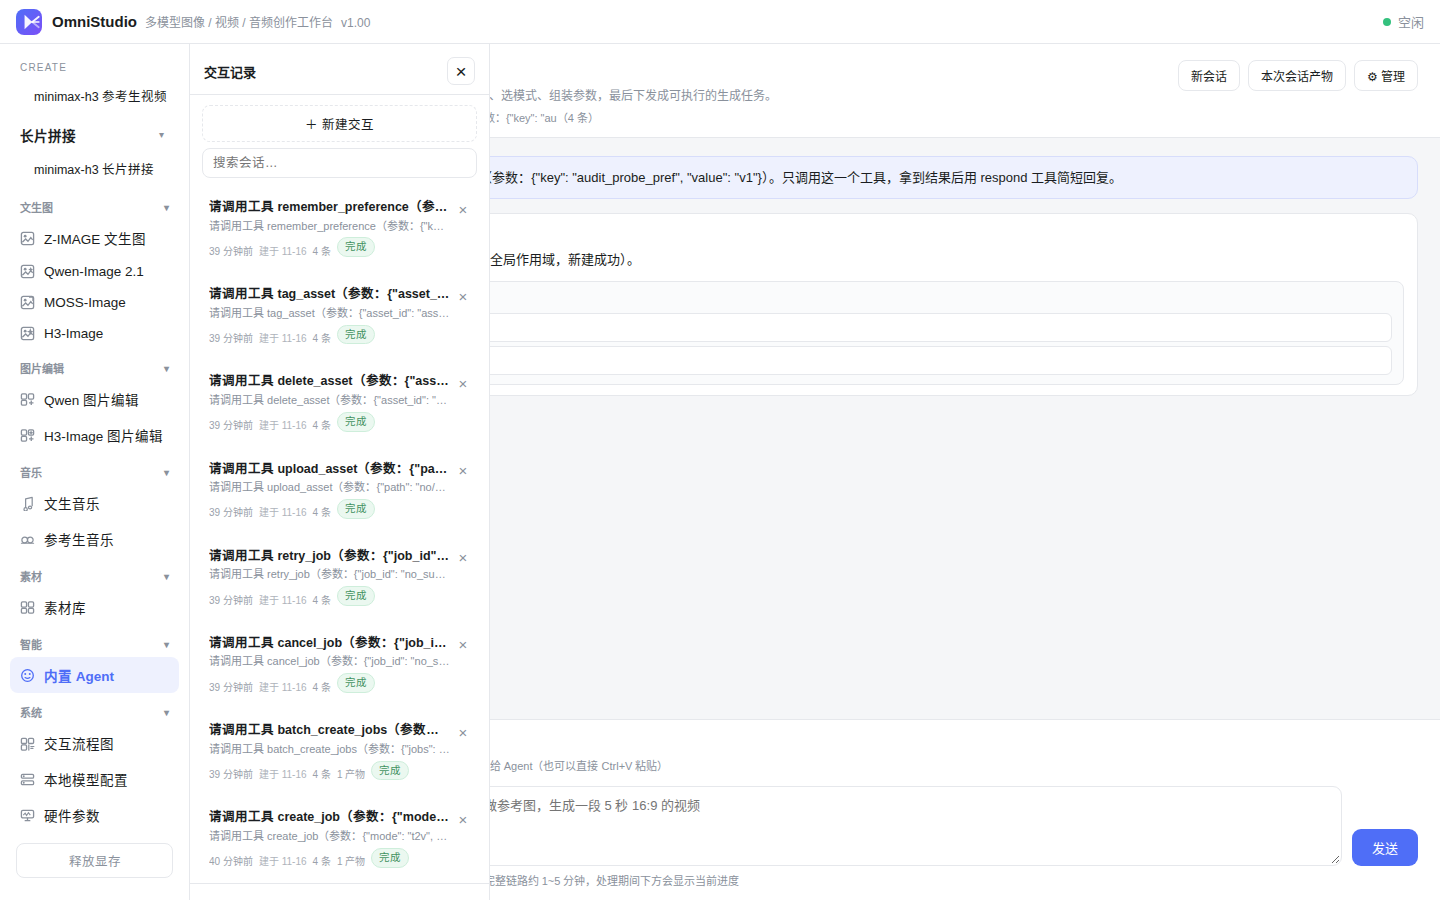 OmniStudio 多模型图像 / 视频 / 音频创作工作台 v1.00
空闲
CREATE
minimax-h3 参考生视频
长片拼接
minimax-h3 长片拼接
文生图
Z-IMAGE 文生图
Qwen-Image 2.1
MOSS-Image
H3-Image
图片编辑
Qwen 图片编辑
H3-Image 图片编辑
音乐
文生音乐
参考生音乐
素材
素材库
智能
内置 Agent
系统
交互流程图
本地模型配置
硬件参数
释放显存
交互记录
×
+ 新建交互
搜索会话...
请调用工具 remember_preference（参...
×
请调用工具 remember_preference（参数：{"k...
39 分钟前 建于 11-16 4 条 完成
请调用工具 tag_asset（参数：{"asset_...
×
请调用工具 tag_asset（参数：{"asset_id": "ass...
39 分钟前 建于 11-16 4 条 完成
请调用工具 delete_asset（参数：{"ass...
×
请调用工具 delete_asset（参数：{"asset_id": "...
39 分钟前 建于 11-16 4 条 完成
请调用工具 upload_asset（参数：{"pa...
×
请调用工具 upload_asset（参数：{"path": "no/...
39 分钟前 建于 11-16 4 条 完成
请调用工具 retry_job（参数：{"job_id"...
×
请调用工具 retry_job（参数：{"job_id": "no_su...
39 分钟前 建于 11-16 4 条 完成
请调用工具 cancel_job（参数：{"job_i...
×
请调用工具 cancel_job（参数：{"job_id": "no_s...
39 分钟前 建于 11-16 4 条 完成
请调用工具 batch_create_jobs（参数...
×
请调用工具 batch_create_jobs（参数：{"jobs": ...
39 分钟前 建于 11-16 4 条 1 产物 完成
请调用工具 create_job（参数：{"mode...
×
请调用工具 create_job（参数：{"mode": "t2v", ...
40 分钟前 建于 11-16 4 条 1 产物 完成
新会话
本次会话产物
⚙ 管理
、选模式、组装参数，最后下发成可执行的生成任务。
数：{"key": "au（4 条）
（参数：{"key": "audit_probe_pref", "value": "v1"}）。只调用这一个工具，拿到结果后用 respond 工具简短回复。
全局作用域，新建成功）。
给 Agent（也可以直接 Ctrl+V 粘贴）
做参考图，生成一段 5 秒 16:9 的视频
发送
完整链路约 1~5 分钟，处理期间下方会显示当前进度